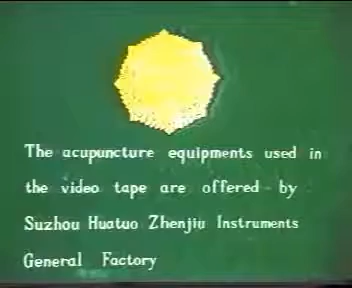 The acupuncture equipments used in
the video tape are offered by
Suzhou Huatuo Zhenjiu Instruments
General Factory